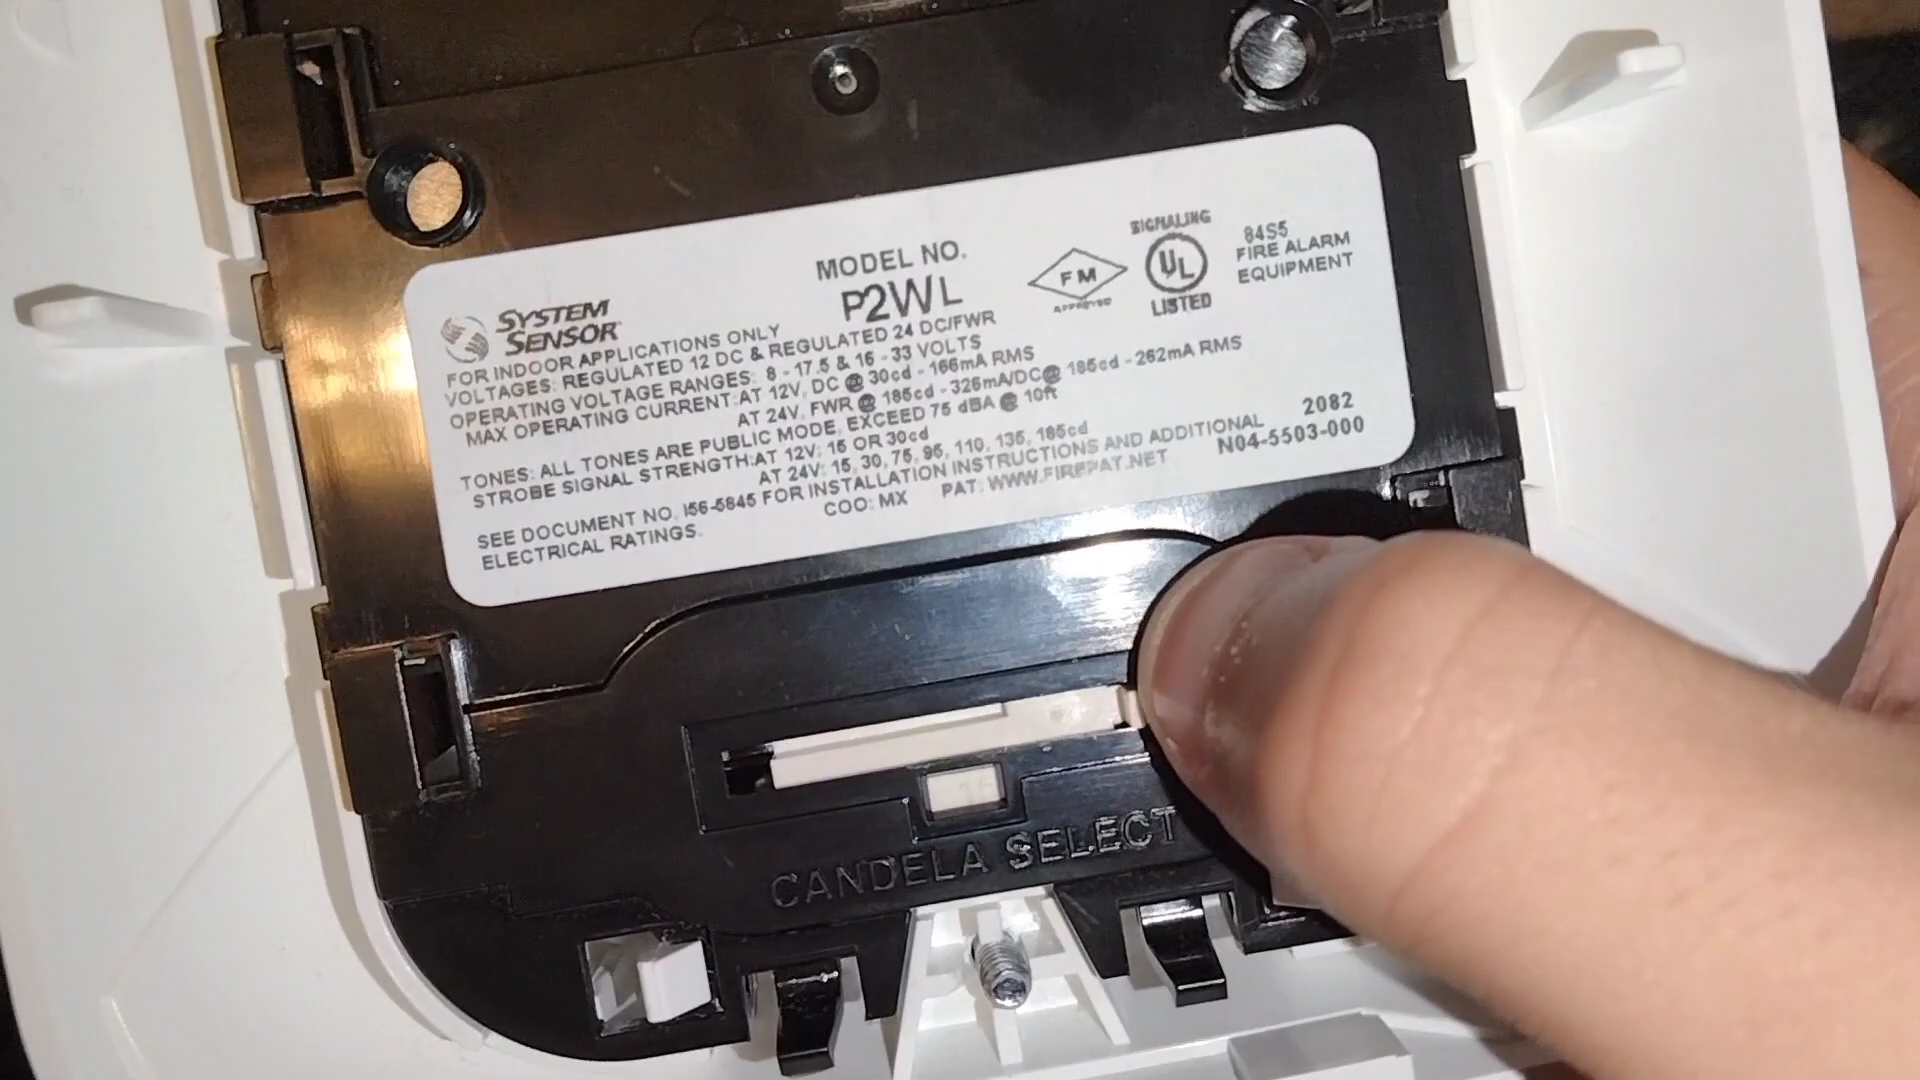 SYSTEM
SENSOR
MODEL NO.
P2WL
FM
APPROVED
SIGNALING
UL
LISTED
84S5
FIRE ALARM
EQUIPMENT
FOR INDOOR APPLICATIONS ONLY
VOLTAGES: REGULATED 12 DC & REGULATED 24 DC/FWR
OPERATING VOLTAGE RANGES: 8 - 17.5 & 16 - 33 VOLTS
MAX OPERATING CURRENT:AT 12V, DC @ 30cd - 166mA RMS
AT 24V, FWR @ 185cd - 326mA/DC@ 185cd - 262mA RMS
TONES: ALL TONES ARE PUBLIC MODE, EXCEED 75 dBA @ 10ft
STROBE SIGNAL STRENGTH:AT 12V: 15 OR 30cd
AT 24V: 15, 30, 75, 95, 110, 135, 185cd
SEE DOCUMENT NO. I56-5845 FOR INSTALLATION INSTRUCTIONS AND ADDITIONAL
ELECTRICAL RATINGS.
COO: MX
PAT: WWW.FIREPAT.NET
2082
N04-5503-000
CANDELA SELECT